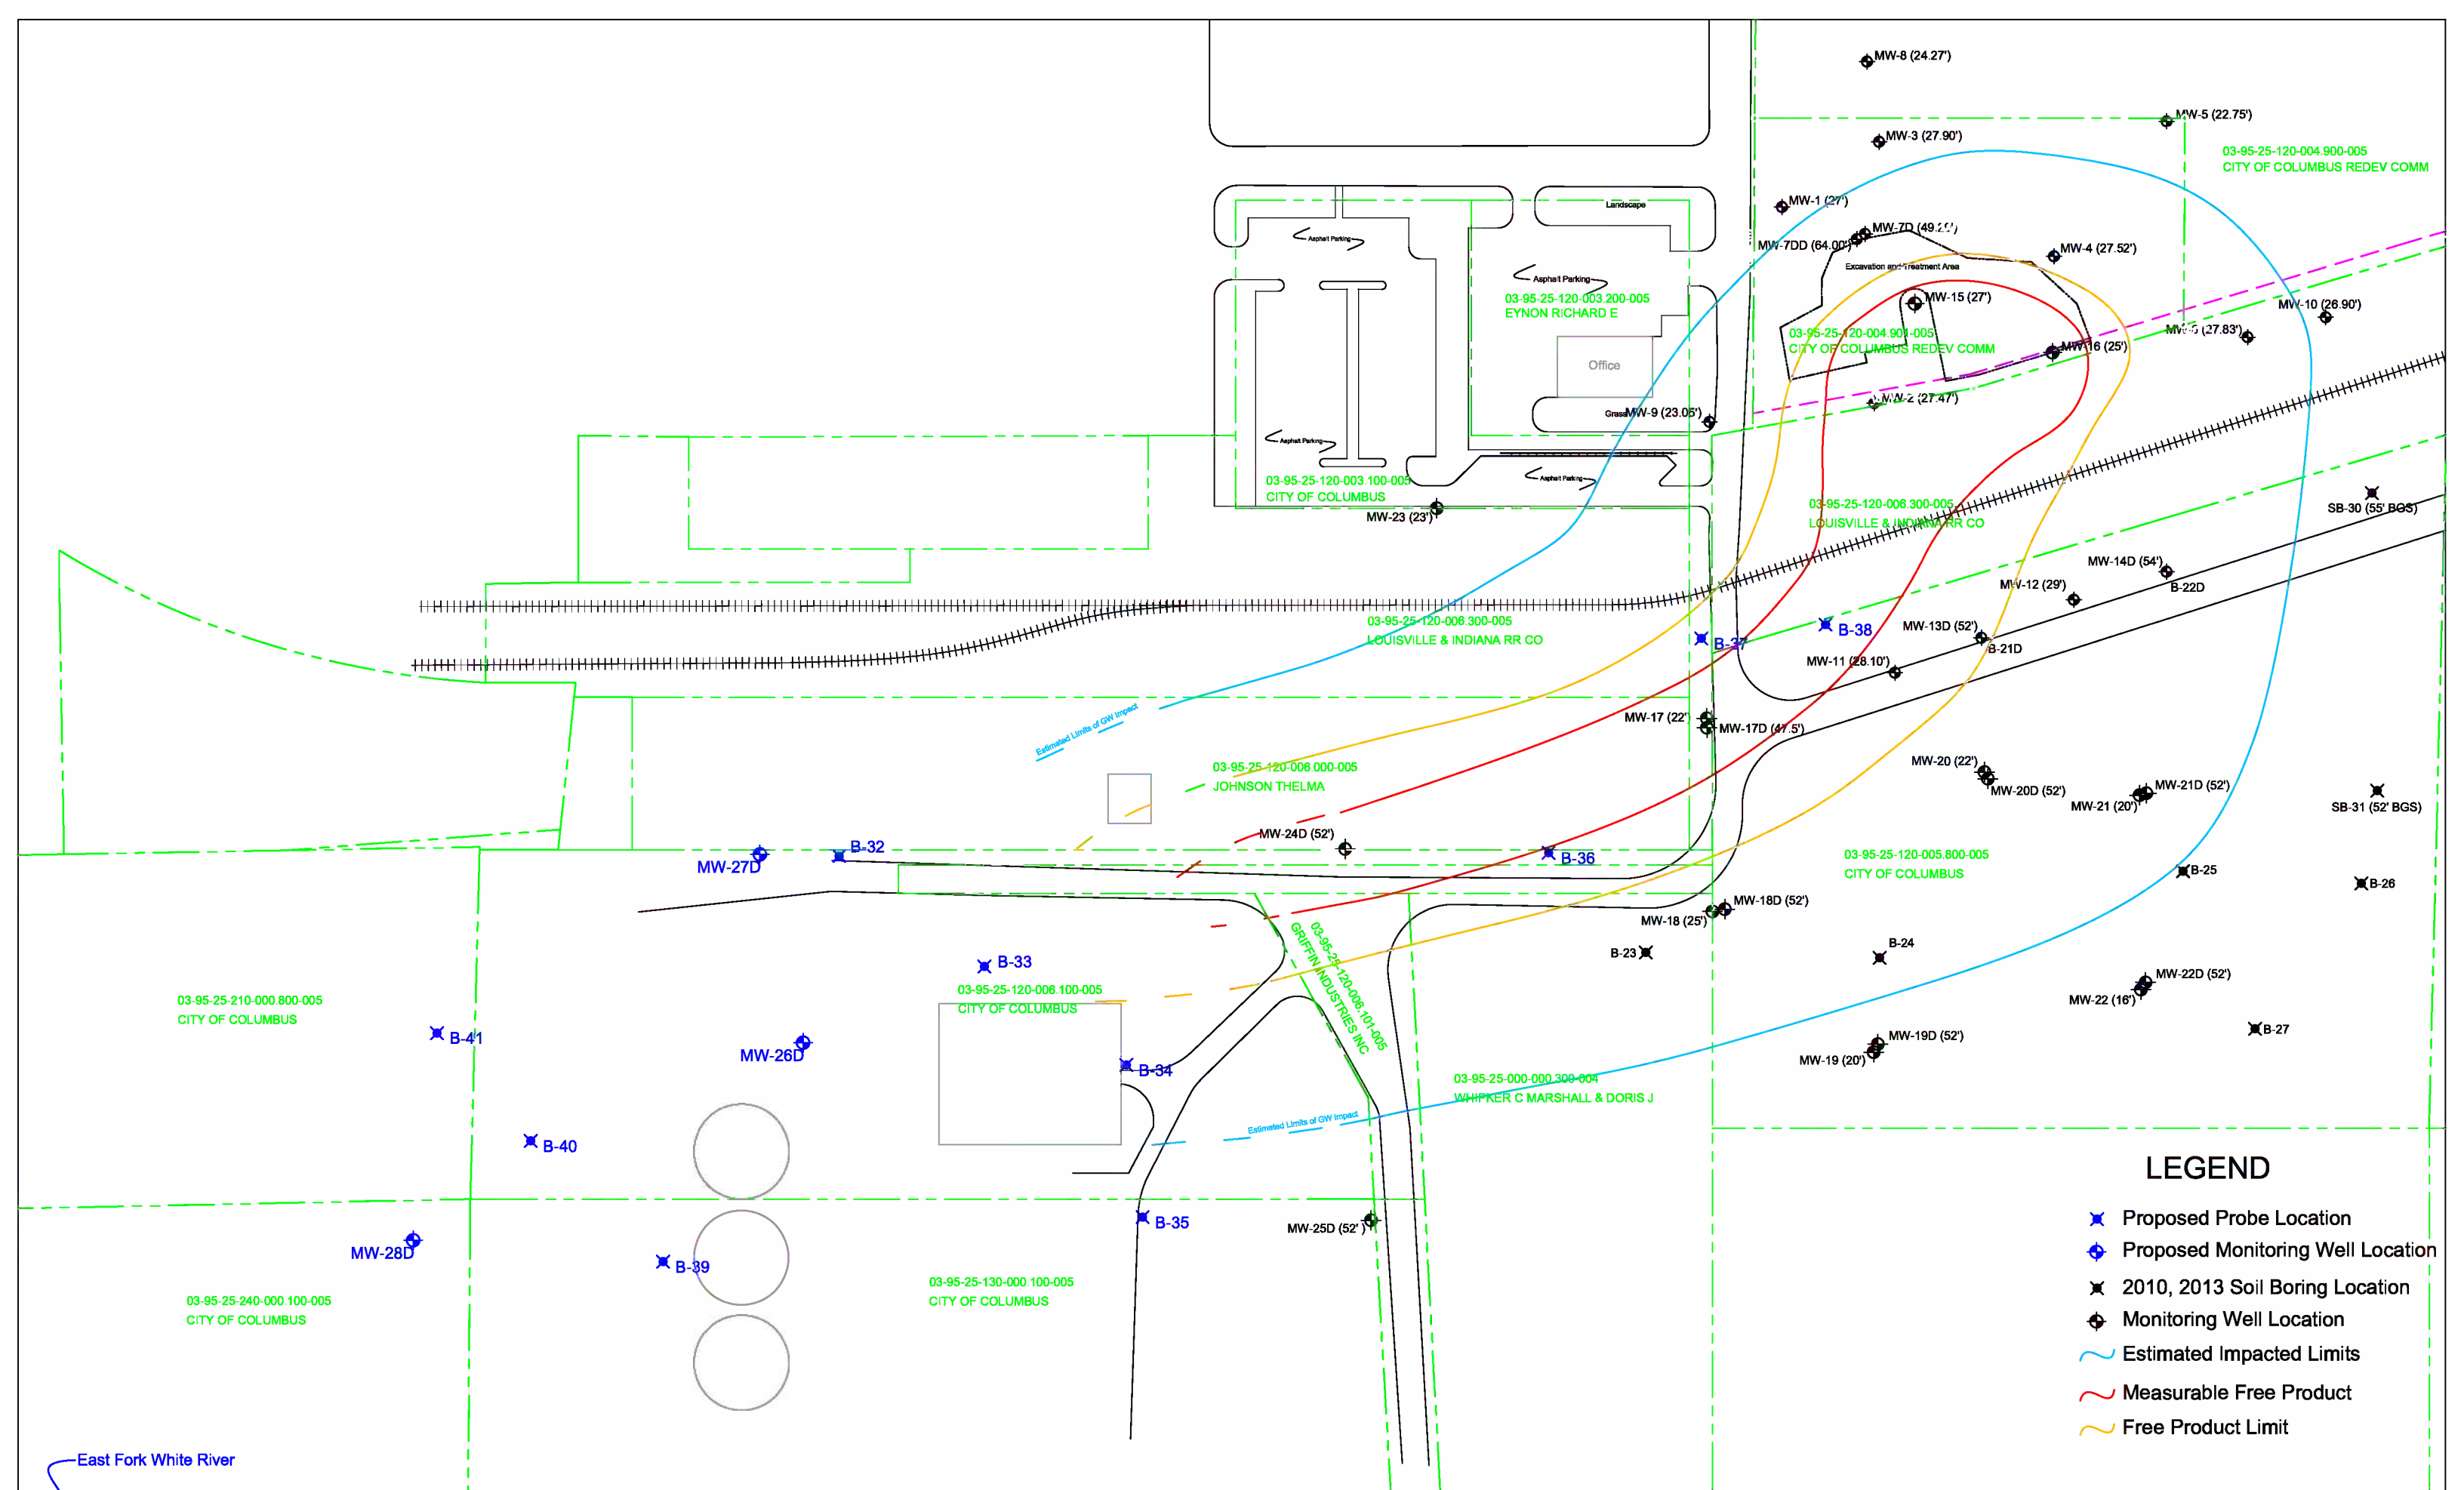 MW-8 (24.27')
MW-5 (22.75')
MW-3 (27.90')
03-95-25-120-004.900-005
CITY OF COLUMBUS REDEV COMM
MW-1 (27')
Landscape
MW-7D (49.29')
MW-7DD (64.00')
Asphalt Parking
MW-4 (27.52')
Excavation and Treatment Area
Asphalt Parking
03-95-25-120-003.200-005
EYNON RICHARD E
MW-15 (27')
MW-10 (26.90')
MW-6 (27.83')
03-95-25-120-004.901-005
CITY OF COLUMBUS REDEV COMM
MW-16 (25')
Office
MW-2 (27.47')
Grass
MW-9 (23.05')
Asphalt Parking
03-95-25-120-003.100-005
CITY OF COLUMBUS
Asphalt Parking
MW-23 (23')
03-95-25-120-006.300-005
LOUISVILLE & INDIANA RR CO
SB-30 (55' BGS)
MW-14D (54')
B-22D
MW-12 (29')
03-95-25-120-006.300-005
LOUISVILLE & INDIANA RR CO
B-37
B-38
MW-13D (52')
B-21D
MW-11 (28.10')
Estimated Limits of GW Impact
MW-17 (22')
MW-17D (47.5')
03-95-25-120-006.000-005
JOHNSON THELMA
MW-20 (22')
MW-20D (52')
MW-21D (52')
MW-21 (20')
SB-31 (52' BGS)
MW-24D (52')
B-32
MW-27D
B-36
03-95-25-120-005.800-005
CITY OF COLUMBUS
B-25
B-26
MW-18D (52')
MW-18 (25')
B-23
B-24
03-95-25-120-006.101-005
GRIFFIN INDUSTRIES INC
B-33
03-95-25-120-006.100-005
CITY OF COLUMBUS
MW-22D (52')
MW-22 (16')
B-27
03-95-25-210-000.800-005
CITY OF COLUMBUS
B-41
MW-26D
B-34
MW-19D (52')
MW-19 (20')
03-95-25-000-000.300-004
WHIPKER C MARSHALL & DORIS J
Estimated Limits of GW Impact
B-40
B-35
MW-25D (52')
MW-28D
B-39
03-95-25-130-000.100-005
CITY OF COLUMBUS
03-95-25-240-000.100-005
CITY OF COLUMBUS
East Fork White River
LEGEND
Proposed Probe Location
Proposed Monitoring Well Location
2010, 2013 Soil Boring Location
Monitoring Well Location
Estimated Impacted Limits
Measurable Free Product
Free Product Limit